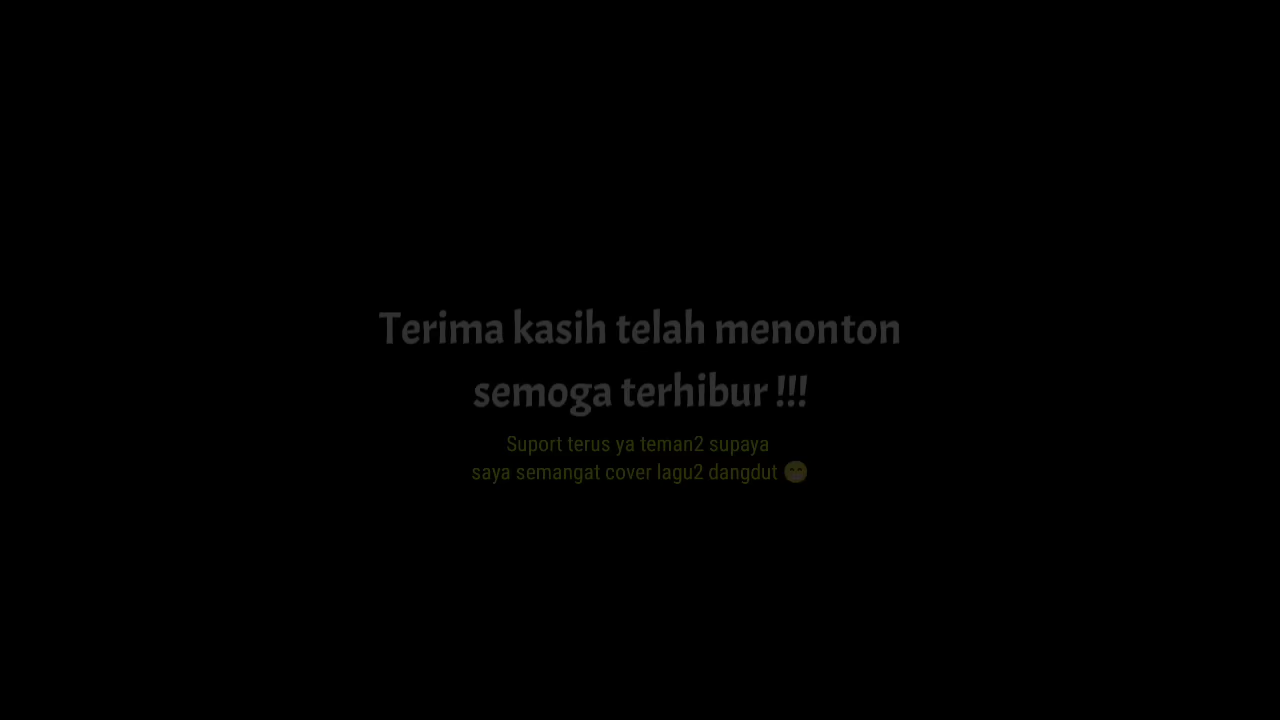 Terima kasih telah menonton
semoga terhibur !!!
Suport terus ya teman2 supaya
saya semangat cover lagu2 dangdut 😁